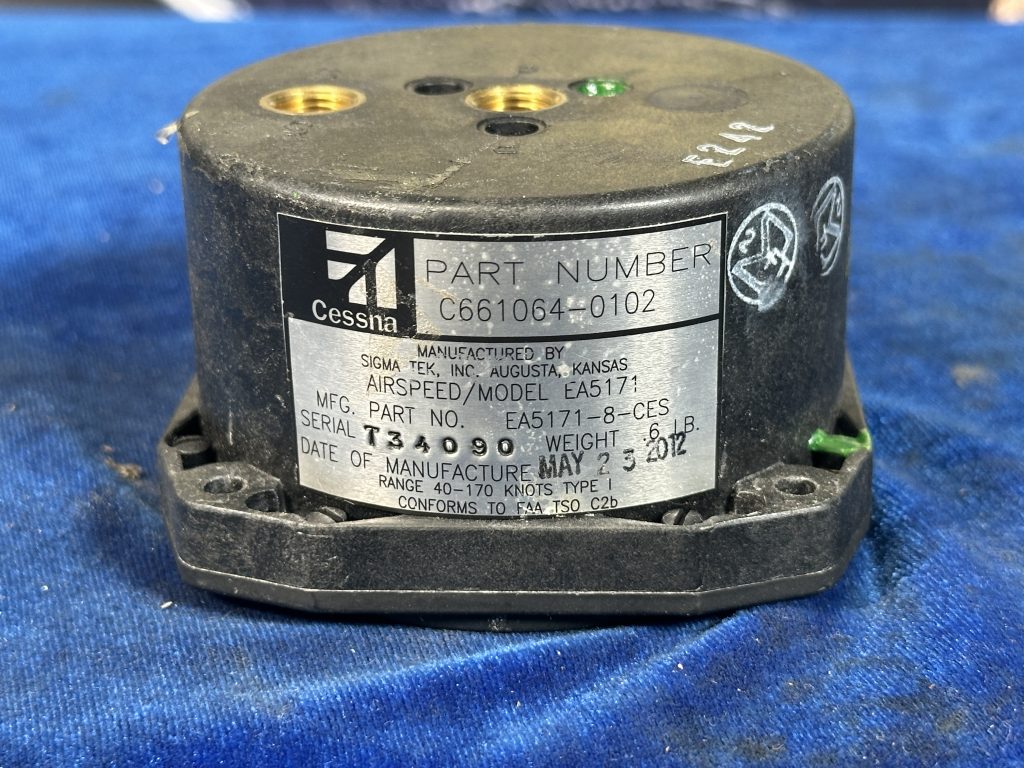 E242
Cessna
PART NUMBER
C661064-0102
MANUFACTURED BY
SIGMA TEK, INC. AUGUSTA, KANSAS
AIRSPEED/MODEL EA5171
MFG. PART NO. EA5171-8-CES
SERIAL T34090 WEIGHT .6 LB.
DATE OF MANUFACTURE MAY 23 2012
RANGE 40-170 KNOTS TYPE I
CONFORMS TO FAA TSO C2b